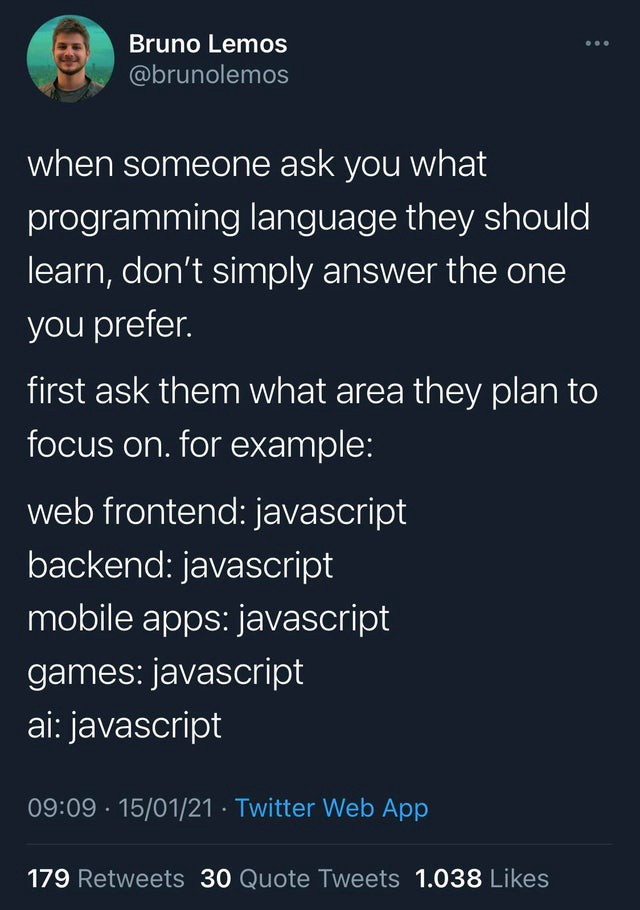 Bruno Lemos
@brunolemos
when someone ask you what
programming language they should
learn, don’t simply answer the one
you prefer.
first ask them what area they plan to
focus on. for example:
web frontend: javascript
backend: javascript
mobile apps: javascript
games: javascript
ai: javascript
09:09 · 15/01/21 · Twitter Web App
179 Retweets 30 Quote Tweets 1.038 Likes